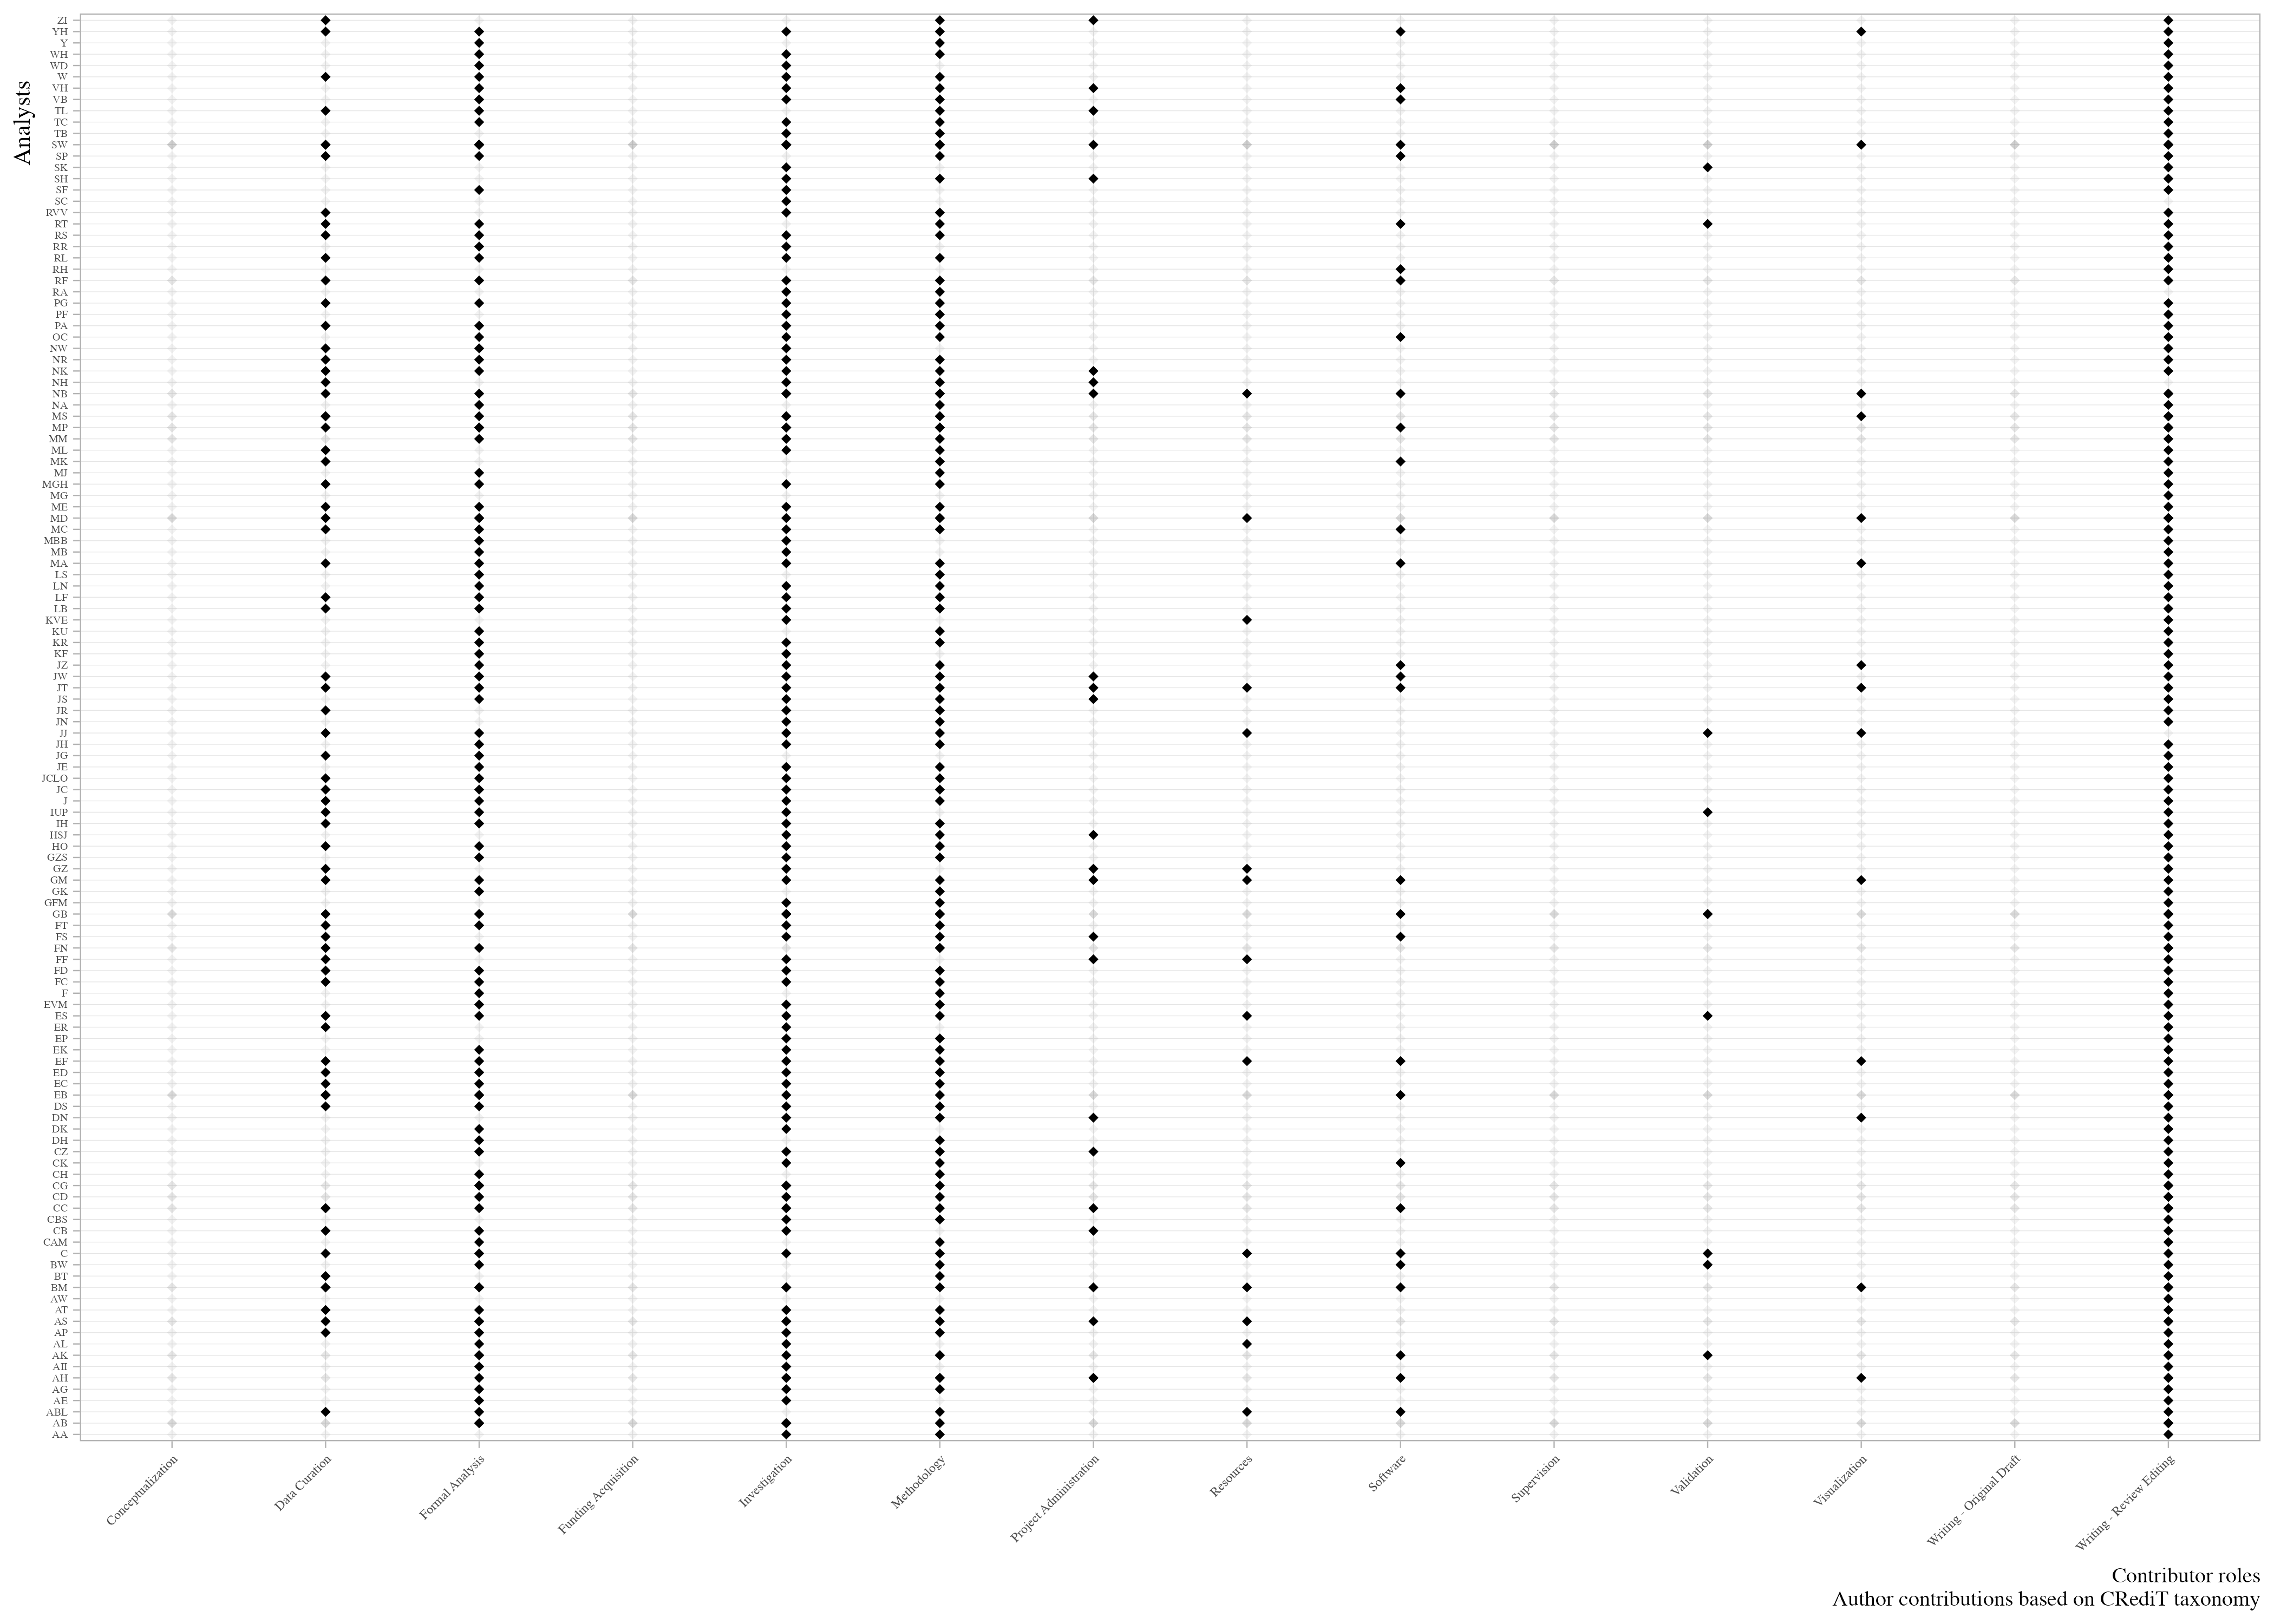 Analysts
ZI
YH
Y
WH
WD
W
VH
VB
TL
TC
TB
SW
SP
SK
SH
SF
SC
RVV
RT
RS
RR
RL
RH
RF
RA
PG
PF
PA
OC
NW
NR
NK
NH
NB
NA
MS
MP
MM
ML
MK
MJ
MGH
MG
ME
MD
MC
MBB
MB
MA
LS
LN
LF
LB
KVE
KU
KR
KF
JZ
JW
JT
JS
JR
JN
JJ
JH
JG
JE
JCLO
JC
J
IUP
IH
HSJ
HO
GZS
GZ
GM
GK
GFM
GB
FT
FS
FN
FF
FD
FC
F
EVM
ES
ER
EP
EK
EF
ED
EC
EB
DS
DN
DK
DH
CZ
CK
CH
CG
CD
CC
CBS
CB
CAM
C
BW
BT
BM
AW
AT
AS
AP
AL
AK
AII
AH
AG
AE
ABL
AB
AA
Conceptualization
Data Curation
Formal Analysis
Funding Acquisition
Investigation
Methodology
Project Administration
Resources
Software
Supervision
Validation
Visualization
Writing - Original Draft
Writing - Review Editing
Contributor roles
Author contributions based on CRediT taxonomy